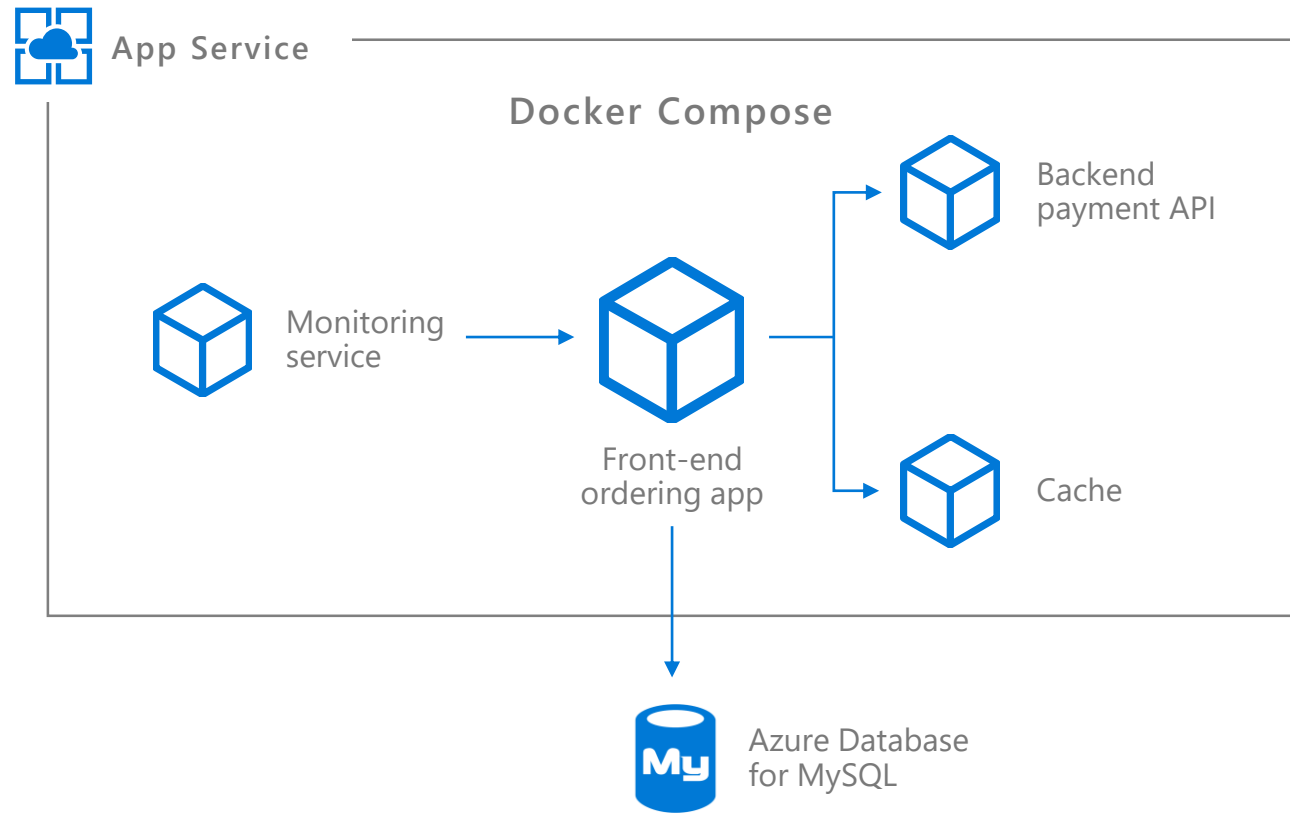 App Service
Docker Compose
Backend
payment API
Monitoring
service
Front-end
ordering app
Cache
My
Azure Database
for MySQL